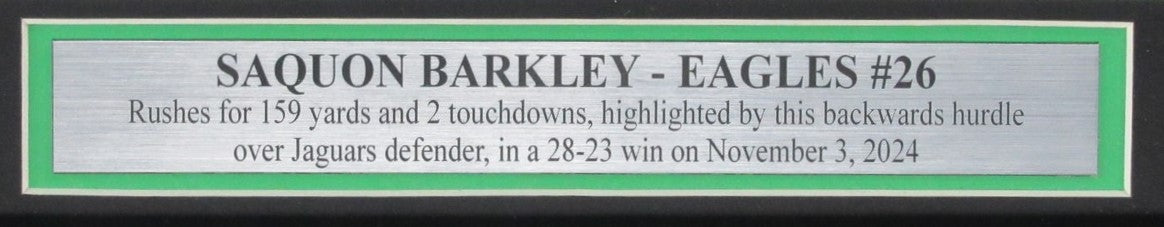 SAQUON BARKLEY - EAGLES #26
Rushes for 159 yards and 2 touchdowns, highlighted by this backwards hurdle
over Jaguars defender, in a 28-23 win on November 3, 2024